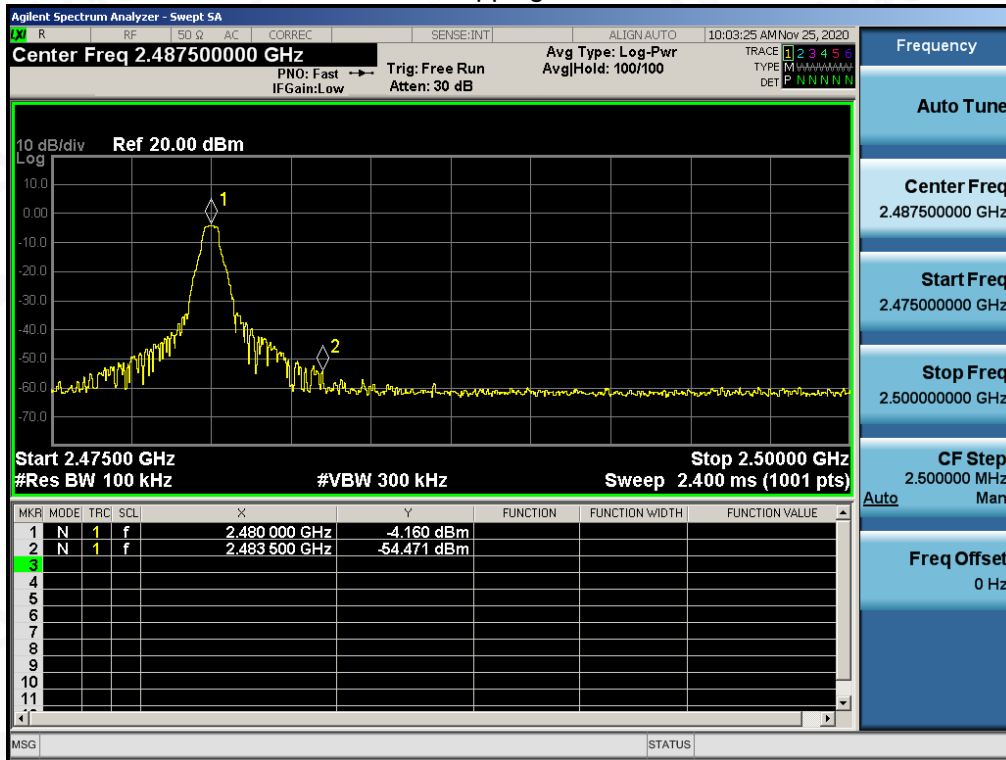 Agilent Spectrum Analyzer - Swept SA
LXI R RF 50 Ω AC CORREC SENSE:INT ALIGN AUTO 10:03:25 AM Nov 25, 2020
Center Freq 2.487500000 GHz
PNO: Fast
IFGain:Low
Trig: Free Run
Atten: 30 dB
Avg Type: Log-Pwr
Avg|Hold: 100/100
TRACE 1 2 3 4 5 6
TYPE M WWWWW
DET P N N N N N
10 dB/div Ref 20.00 dBm
Log
10.0
0.00
-10.0
-20.0
-30.0
-40.0
-50.0
-60.0
-70.0
1
2
Start 2.47500 GHz Stop 2.50000 GHz
#Res BW 100 kHz #VBW 300 kHz Sweep 2.400 ms (1001 pts)
MKR MODE TRC SCL X Y FUNCTION FUNCTION WIDTH FUNCTION VALUE
1 N 1 f 2.480 000 GHz -4.160 dBm
2 N 1 f 2.483 500 GHz -54.471 dBm
3
4
5
6
7
8
9
10
11
MSG STATUS
Frequency
Auto Tune
Center Freq
2.487500000 GHz
Start Freq
2.475000000 GHz
Stop Freq
2.500000000 GHz
CF Step
2.500000 MHz
Auto Man
Freq Offset
0 Hz